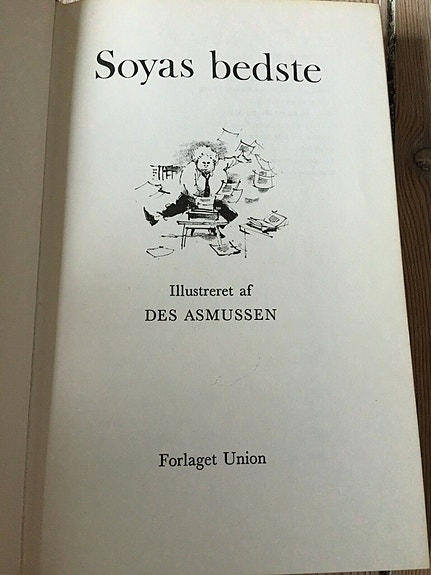 Soyas bedste
Illustreret af
DES ASMUSSEN
Forlaget Union